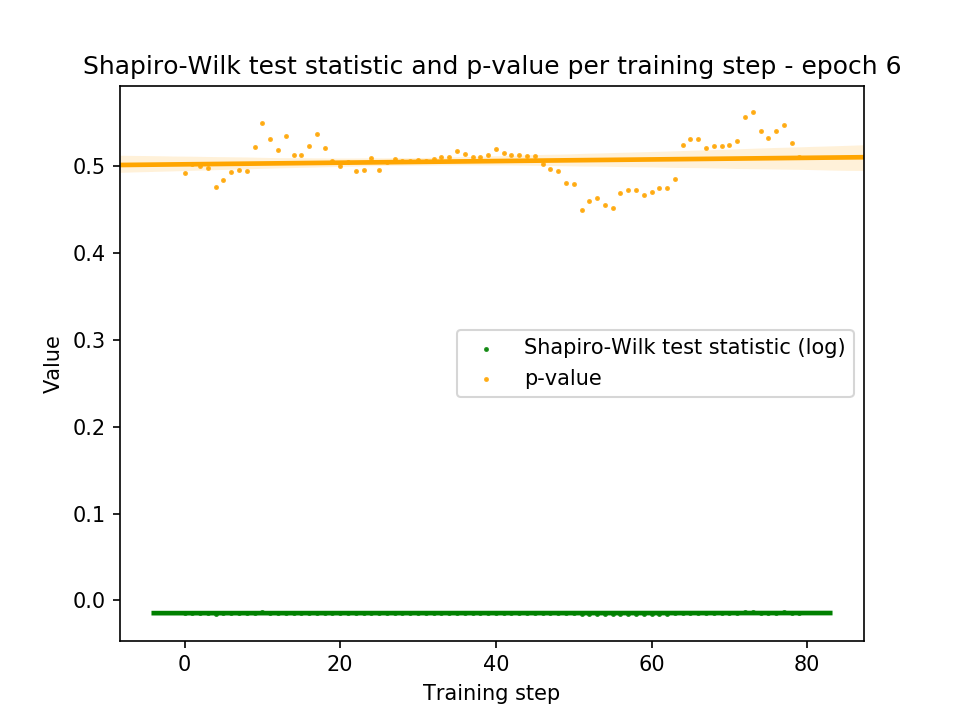 Shapiro-Wilk test statistic and p-value per training step - epoch 6
0.5
0.4
0.3
0.2
0.1
0.0
Value
Shapiro-Wilk test statistic (log)
p-value
0 20 40 60 80
Training step